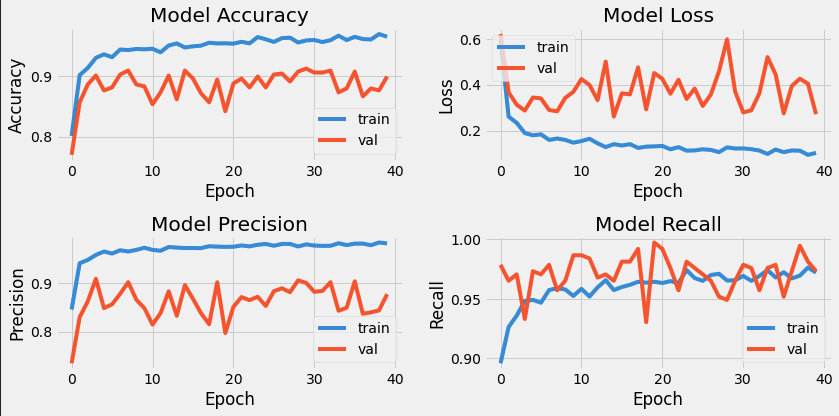 Model Accuracy
Accuracy
0.9
0.8
train
val
0 10 20 30 40
Epoch
Model Loss
Loss
0.6
0.4
0.2
train
val
0 10 20 30 40
Epoch
Model Precision
Precision
0.9
0.8
train
val
0 10 20 30 40
Epoch
Model Recall
Recall
1.00
0.95
0.90
train
val
0 10 20 30 40
Epoch